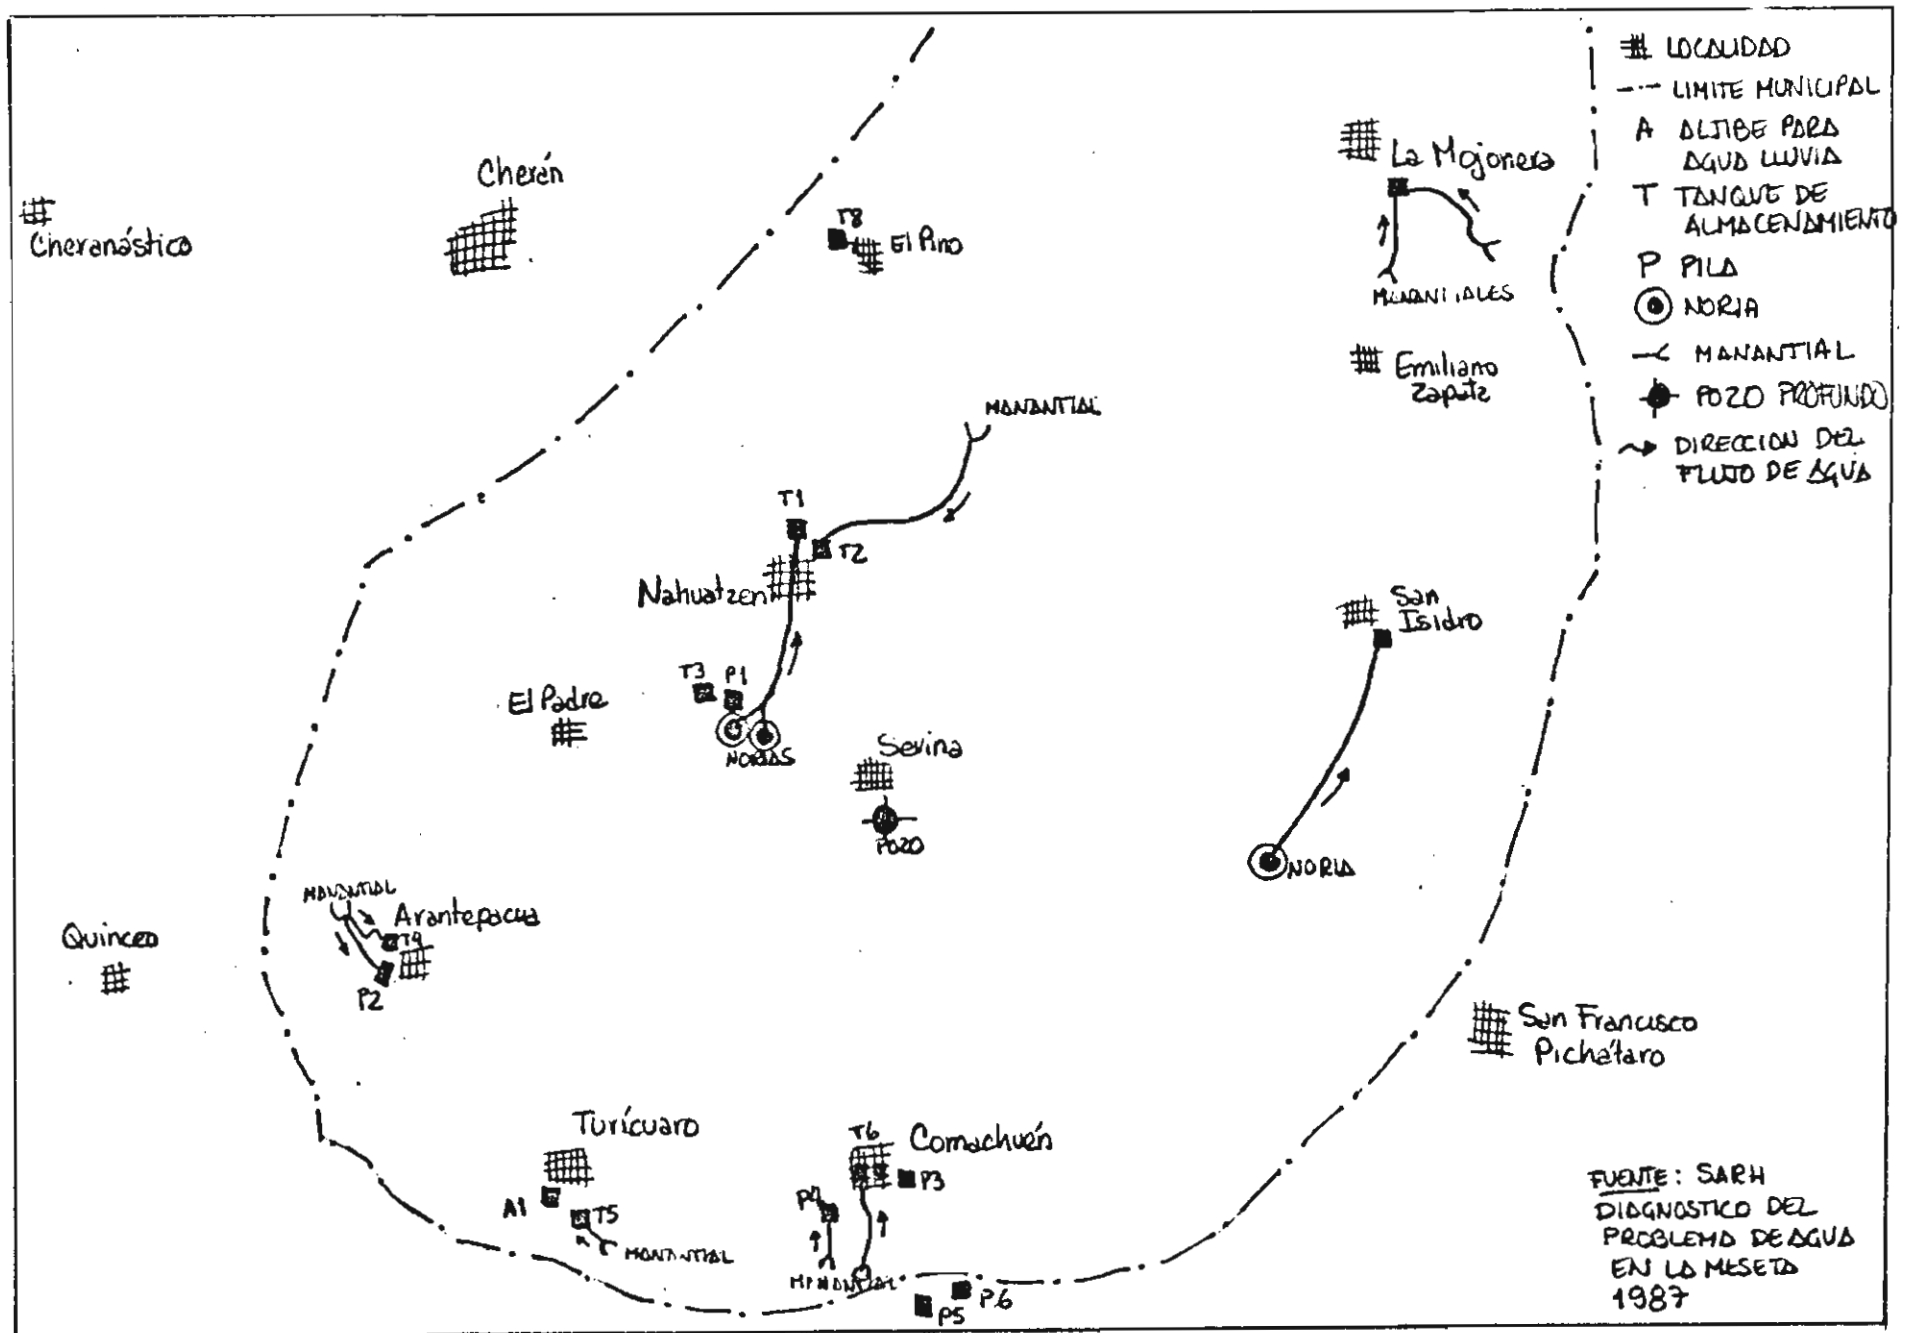 LOCALIDAD
LIMITE MUNICIPAL
A ALJIBE PARA
AGUA LLUVIA
T TANQUE DE
ALMACENAMIENTO
P PILA
NORIA
MANANTIAL
POZO PROFUNDO
DIRECCION DEL
FLUJO DE AGUA
Cherán
Cheranástico
T8
El Pino
La Mojonera
MANANTIALES
Emiliano
Zapata
MANANTIAL
T1
T2
Nahuatzen
San
Isidro
T3 P1
El Padre
NORIAS
Sevina
POZO
NORIA
MANANTIAL
Arantepacua
T4
P2
Quinceo
San Francisco
Pichátaro
Turícuaro
A1
T5
MANANTIAL
T6
Comachuén
P3
P4
MANANTIAL
P5
P6
FUENTE: SARH
DIAGNOSTICO DEL
PROBLEMA DE AGUA
EN LA MESETA
1987